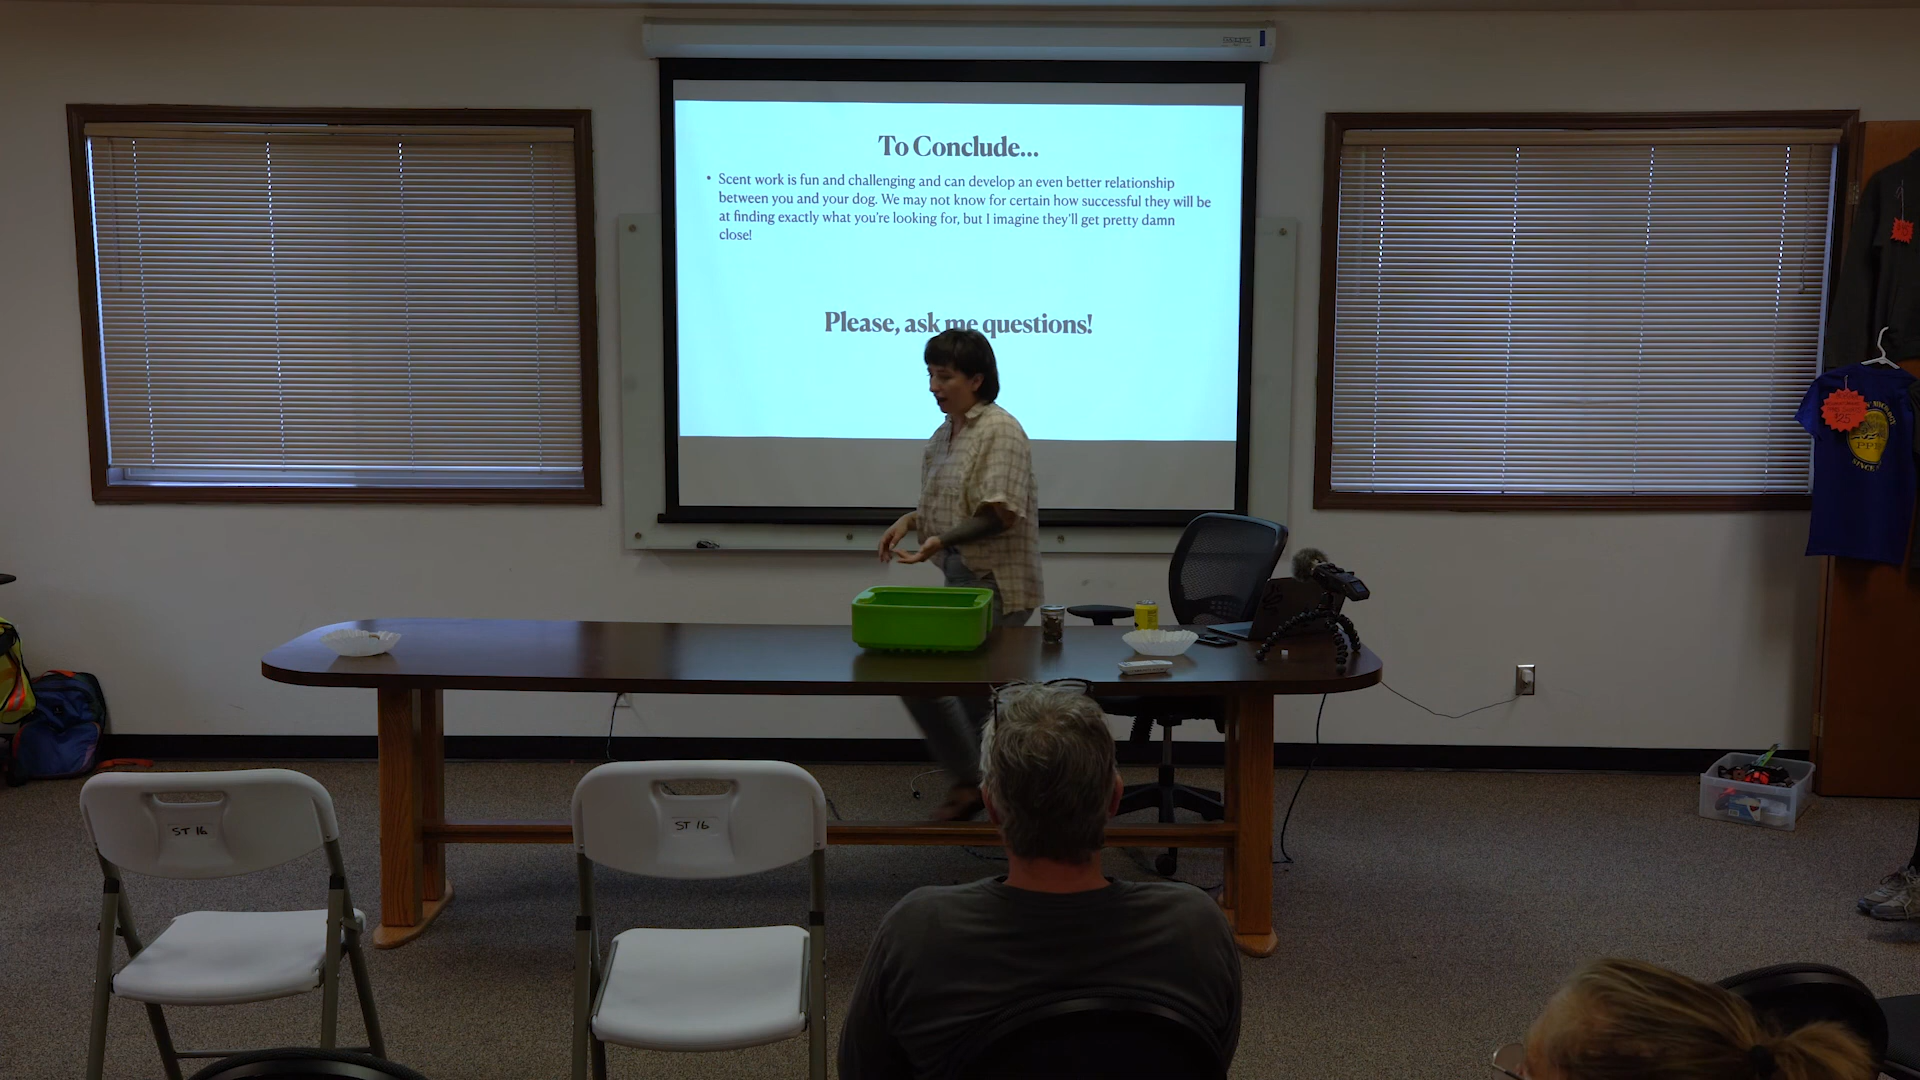 To Conclude...
• Scent work is fun and challenging and can develop an even better relationship
between you and your dog. We may not know for certain how successful they will be
at finding exactly what you're looking for, but I imagine they'll get pretty damn
close!
Please, ask me questions!
$25
SINCE
ST 16
ST 16